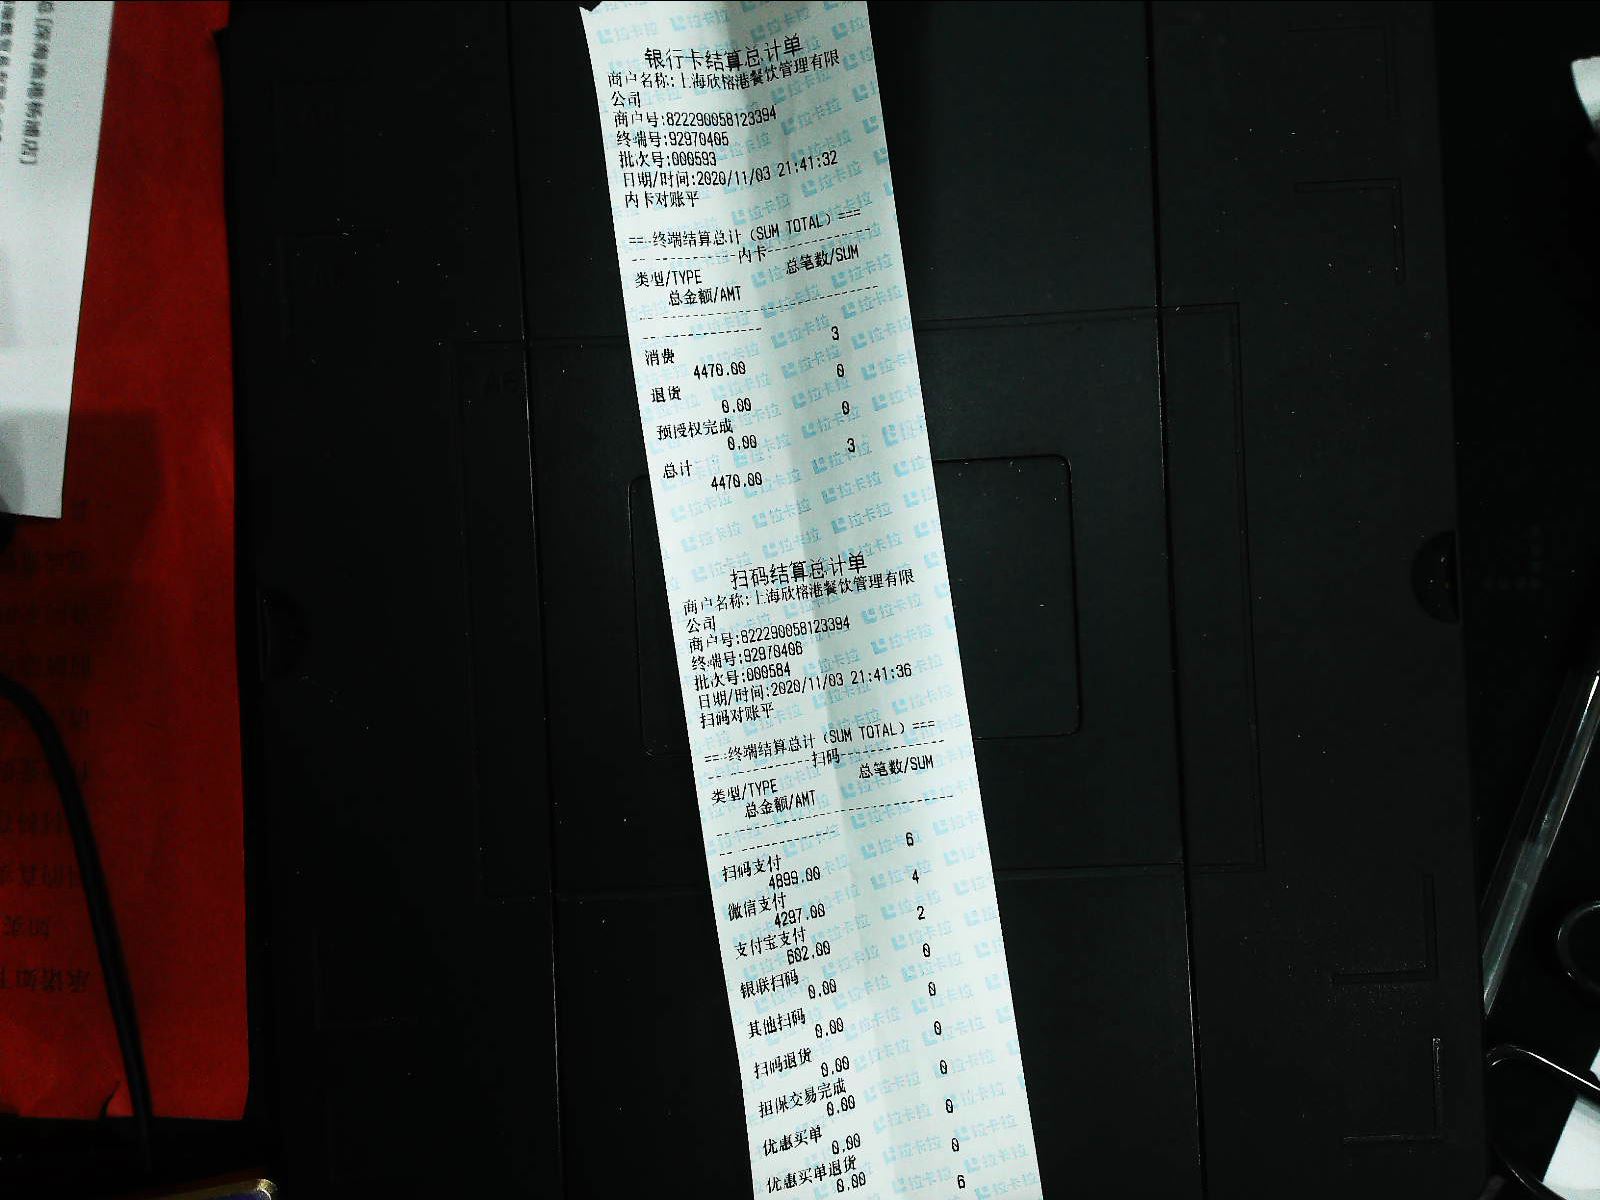 银行卡结算总计单
商户名称:上海欣榕港餐饮管理有限
公司
商户号:822290058123394
终端号:92970405
批次号:000593
日期/时间:2020/11/03 21:41:32
内卡对账平
===终端结算总计（SUM TOTAL）===
内卡
类型/TYPE 总笔数/SUM
总金额/AMT
消费 3
4470.00
退货 0
0.00
预授权完成 0
0.00
总计 3
4470.00
扫码结算总计单
商户名称:上海欣榕港餐饮管理有限
公司
商户号:822290058123394
终端号:92970406
批次号:000584
日期/时间:2020/11/03 21:41:36
扫码对账平
===终端结算总计（SUM TOTAL）===
扫码
类型/TYPE 总笔数/SUM
总金额/AMT
扫码支付 6
4899.00
微信支付 4
4297.00
支付宝支付 2
602.00
银联扫码 0
0.00
其他扫码 0
0.00
扫码退货 0
0.00
担保交易完成 0
0.00
优惠买单 0
0.00
优惠买单退货 0
0.00
6
拉卡拉